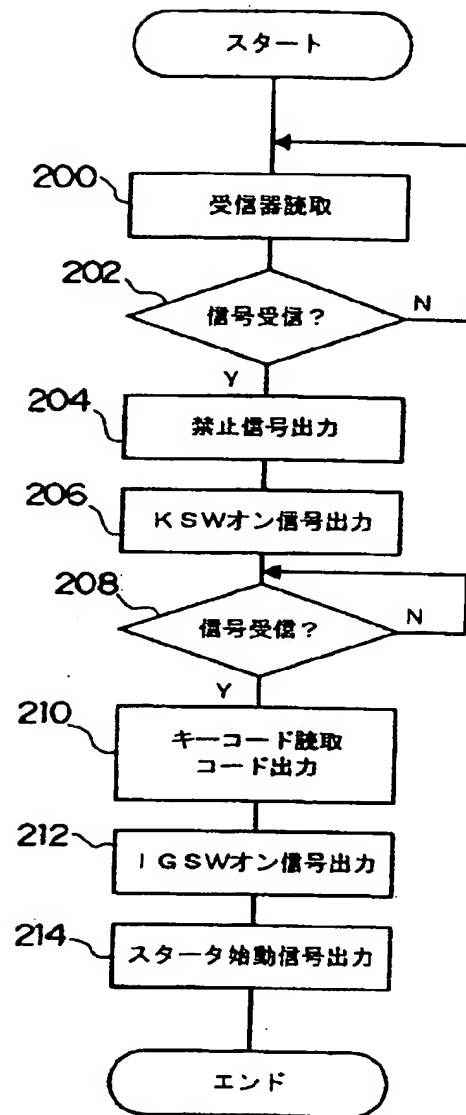 スタート
200
受信器読取
202
信号受信？
N
Y
204
禁止信号出力
206
KSWオン信号出力
208
信号受信？
N
Y
210
キーコード読取
コード出力
212
IGSWオン信号出力
214
スタータ始動信号出力
エンド